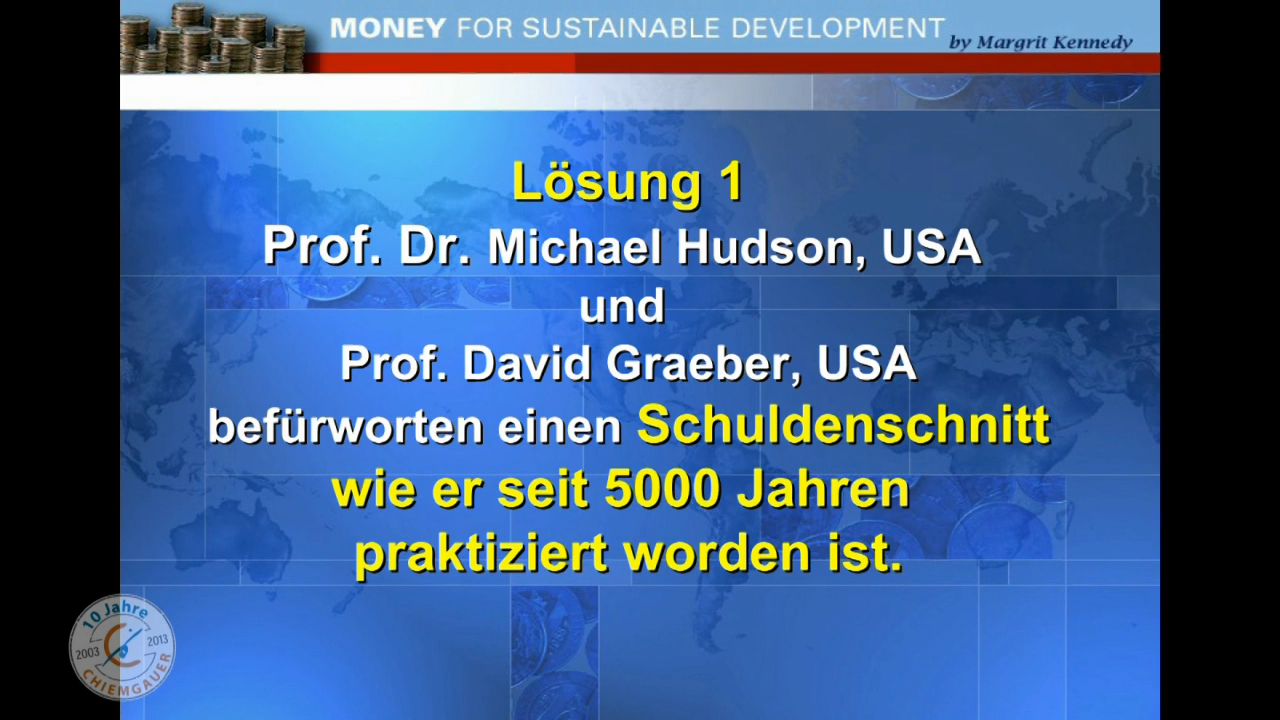 MONEY FOR SUSTAINABLE DEVELOPMENT
by Margrit Kennedy
Lösung 1
Prof. Dr. Michael Hudson, USA
und
Prof. David Graeber, USA
befürworten einen Schuldenschnitt
wie er seit 5000 Jahren
praktiziert worden ist.
10 Jahre
2003 2013
CHIEMGAUER